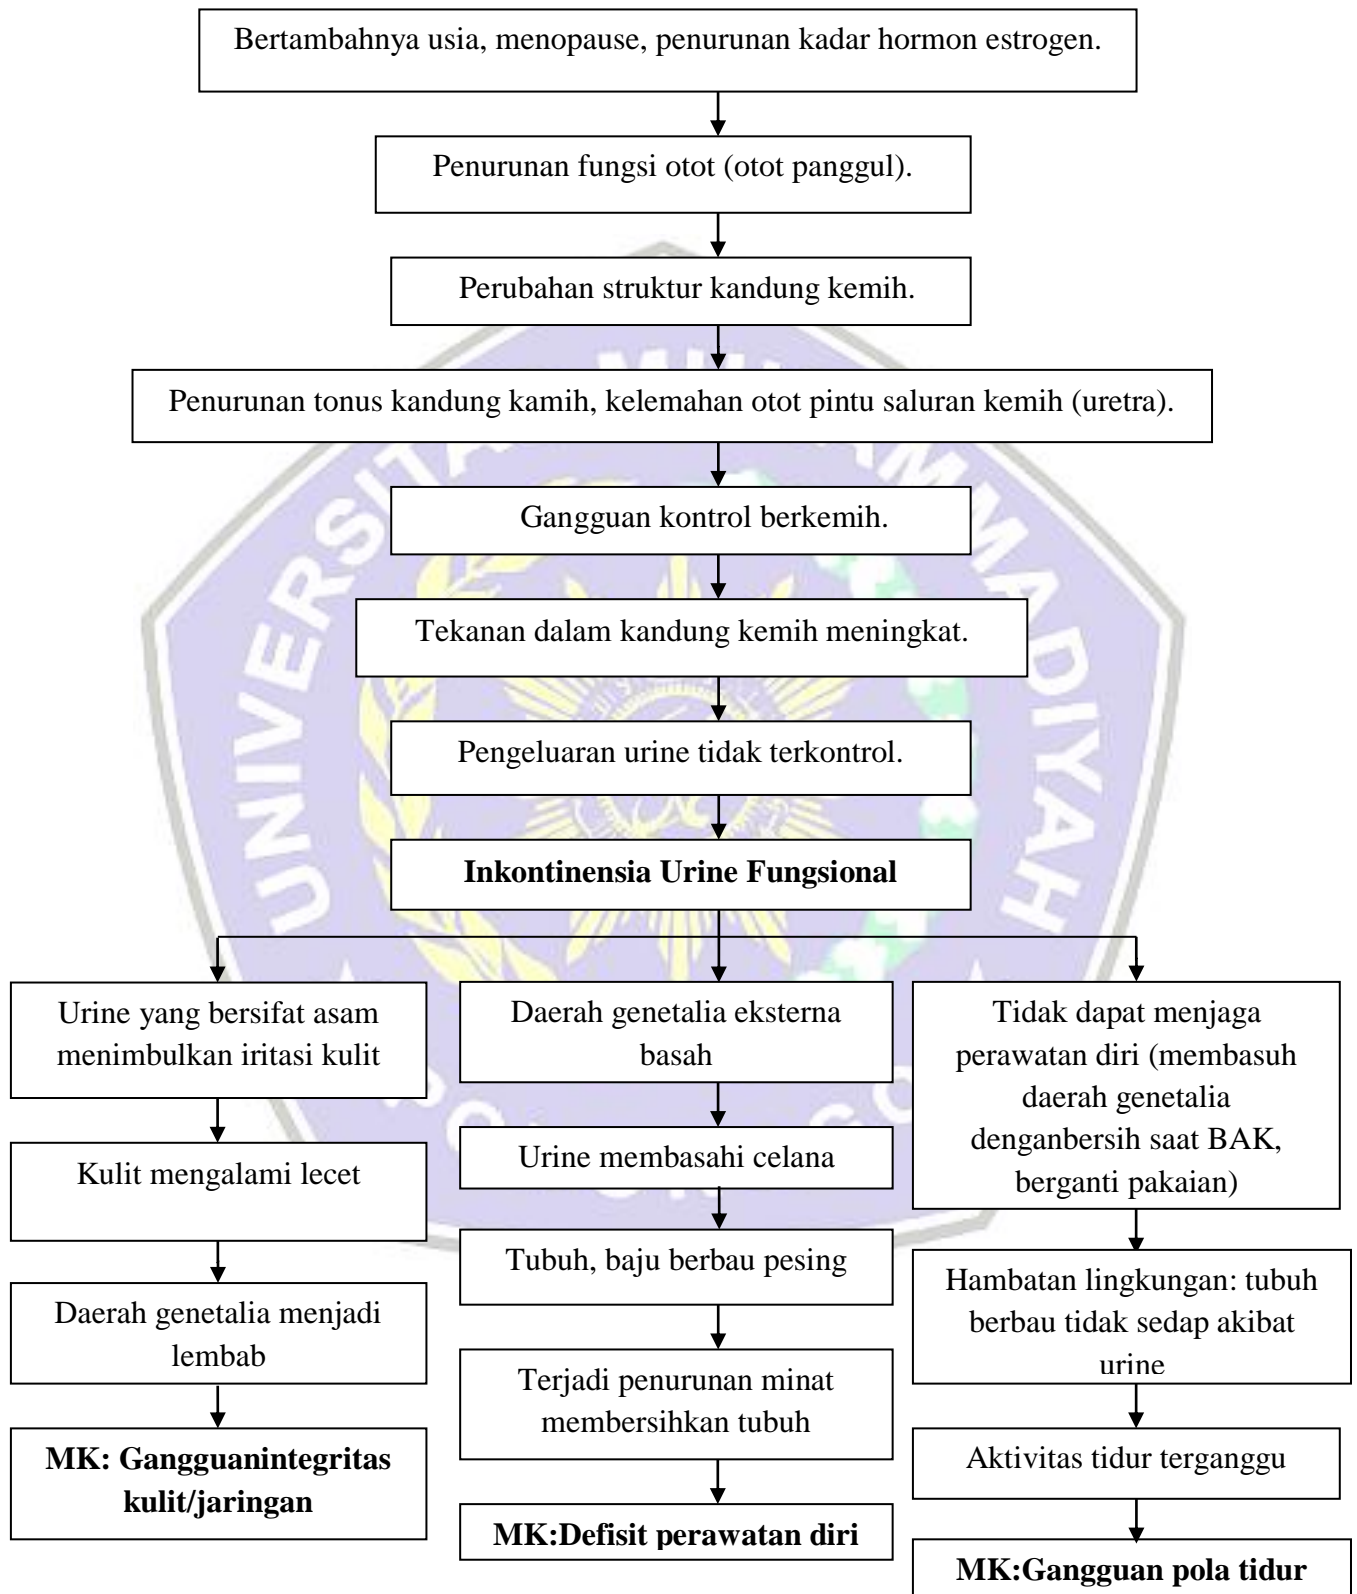 Bertambahnya usia, menopause, penurunan kadar hormon estrogen.
Penurunan fungsi otot (otot panggul).
Perubahan struktur kandung kemih.
Penurunan tonus kandung kamih, kelemahan otot pintu saluran kemih (uretra).
Gangguan kontrol berkemih.
Tekanan dalam kandung kemih meningkat.
Pengeluaran urine tidak terkontrol.
Inkontinensia Urine Fungsional
Urine yang bersifat asam
menimbulkan iritasi kulit
Kulit mengalami lecet
Daerah genetalia menjadi
lembab
MK: Gangguanintegritas
kulit/jaringan
Daerah genetalia eksterna
basah
Urine membasahi celana
Tubuh, baju berbau pesing
Terjadi penurunan minat
membersihkan tubuh
MK:Defisit perawatan diri
Tidak dapat menjaga
perawatan diri (membasuh
daerah genetalia
denganbersih saat BAK,
berganti pakaian)
Hambatan lingkungan: tubuh
berbau tidak sedap akibat
urine
Aktivitas tidur terganggu
MK:Gangguan pola tidur